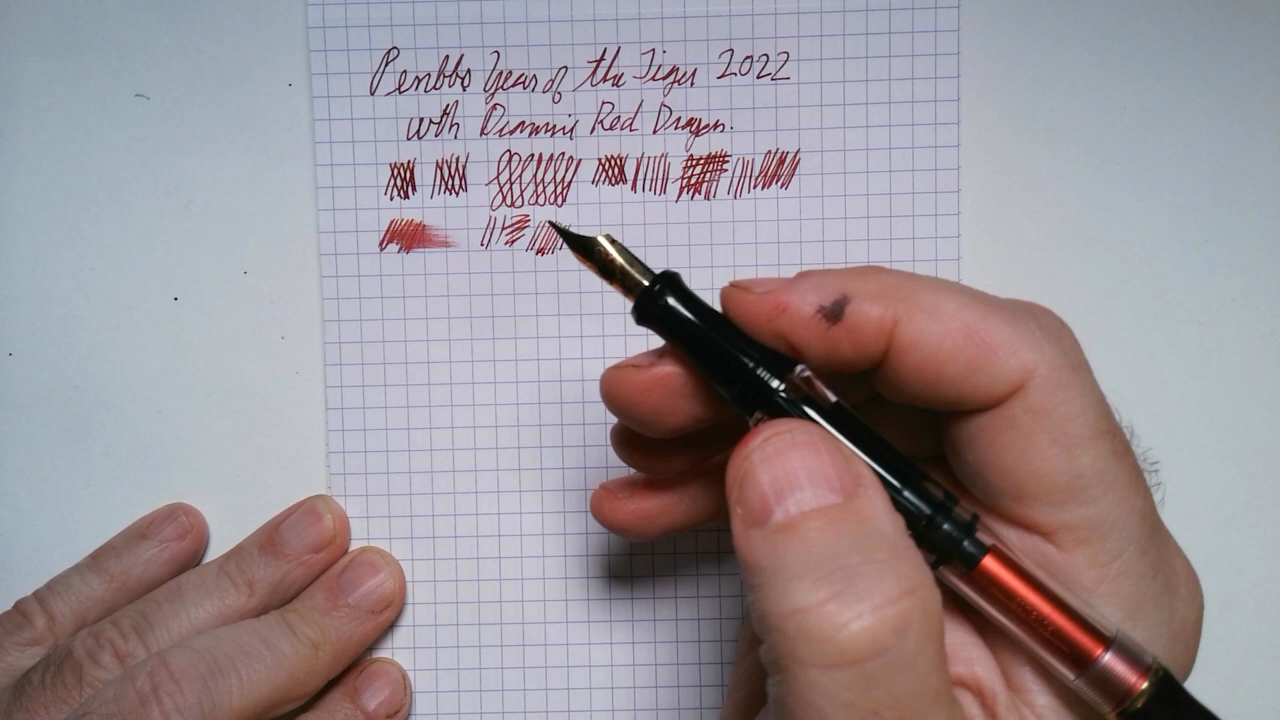 Penbbs Year of the Tiger 2022
with Diamine Red Dragon.